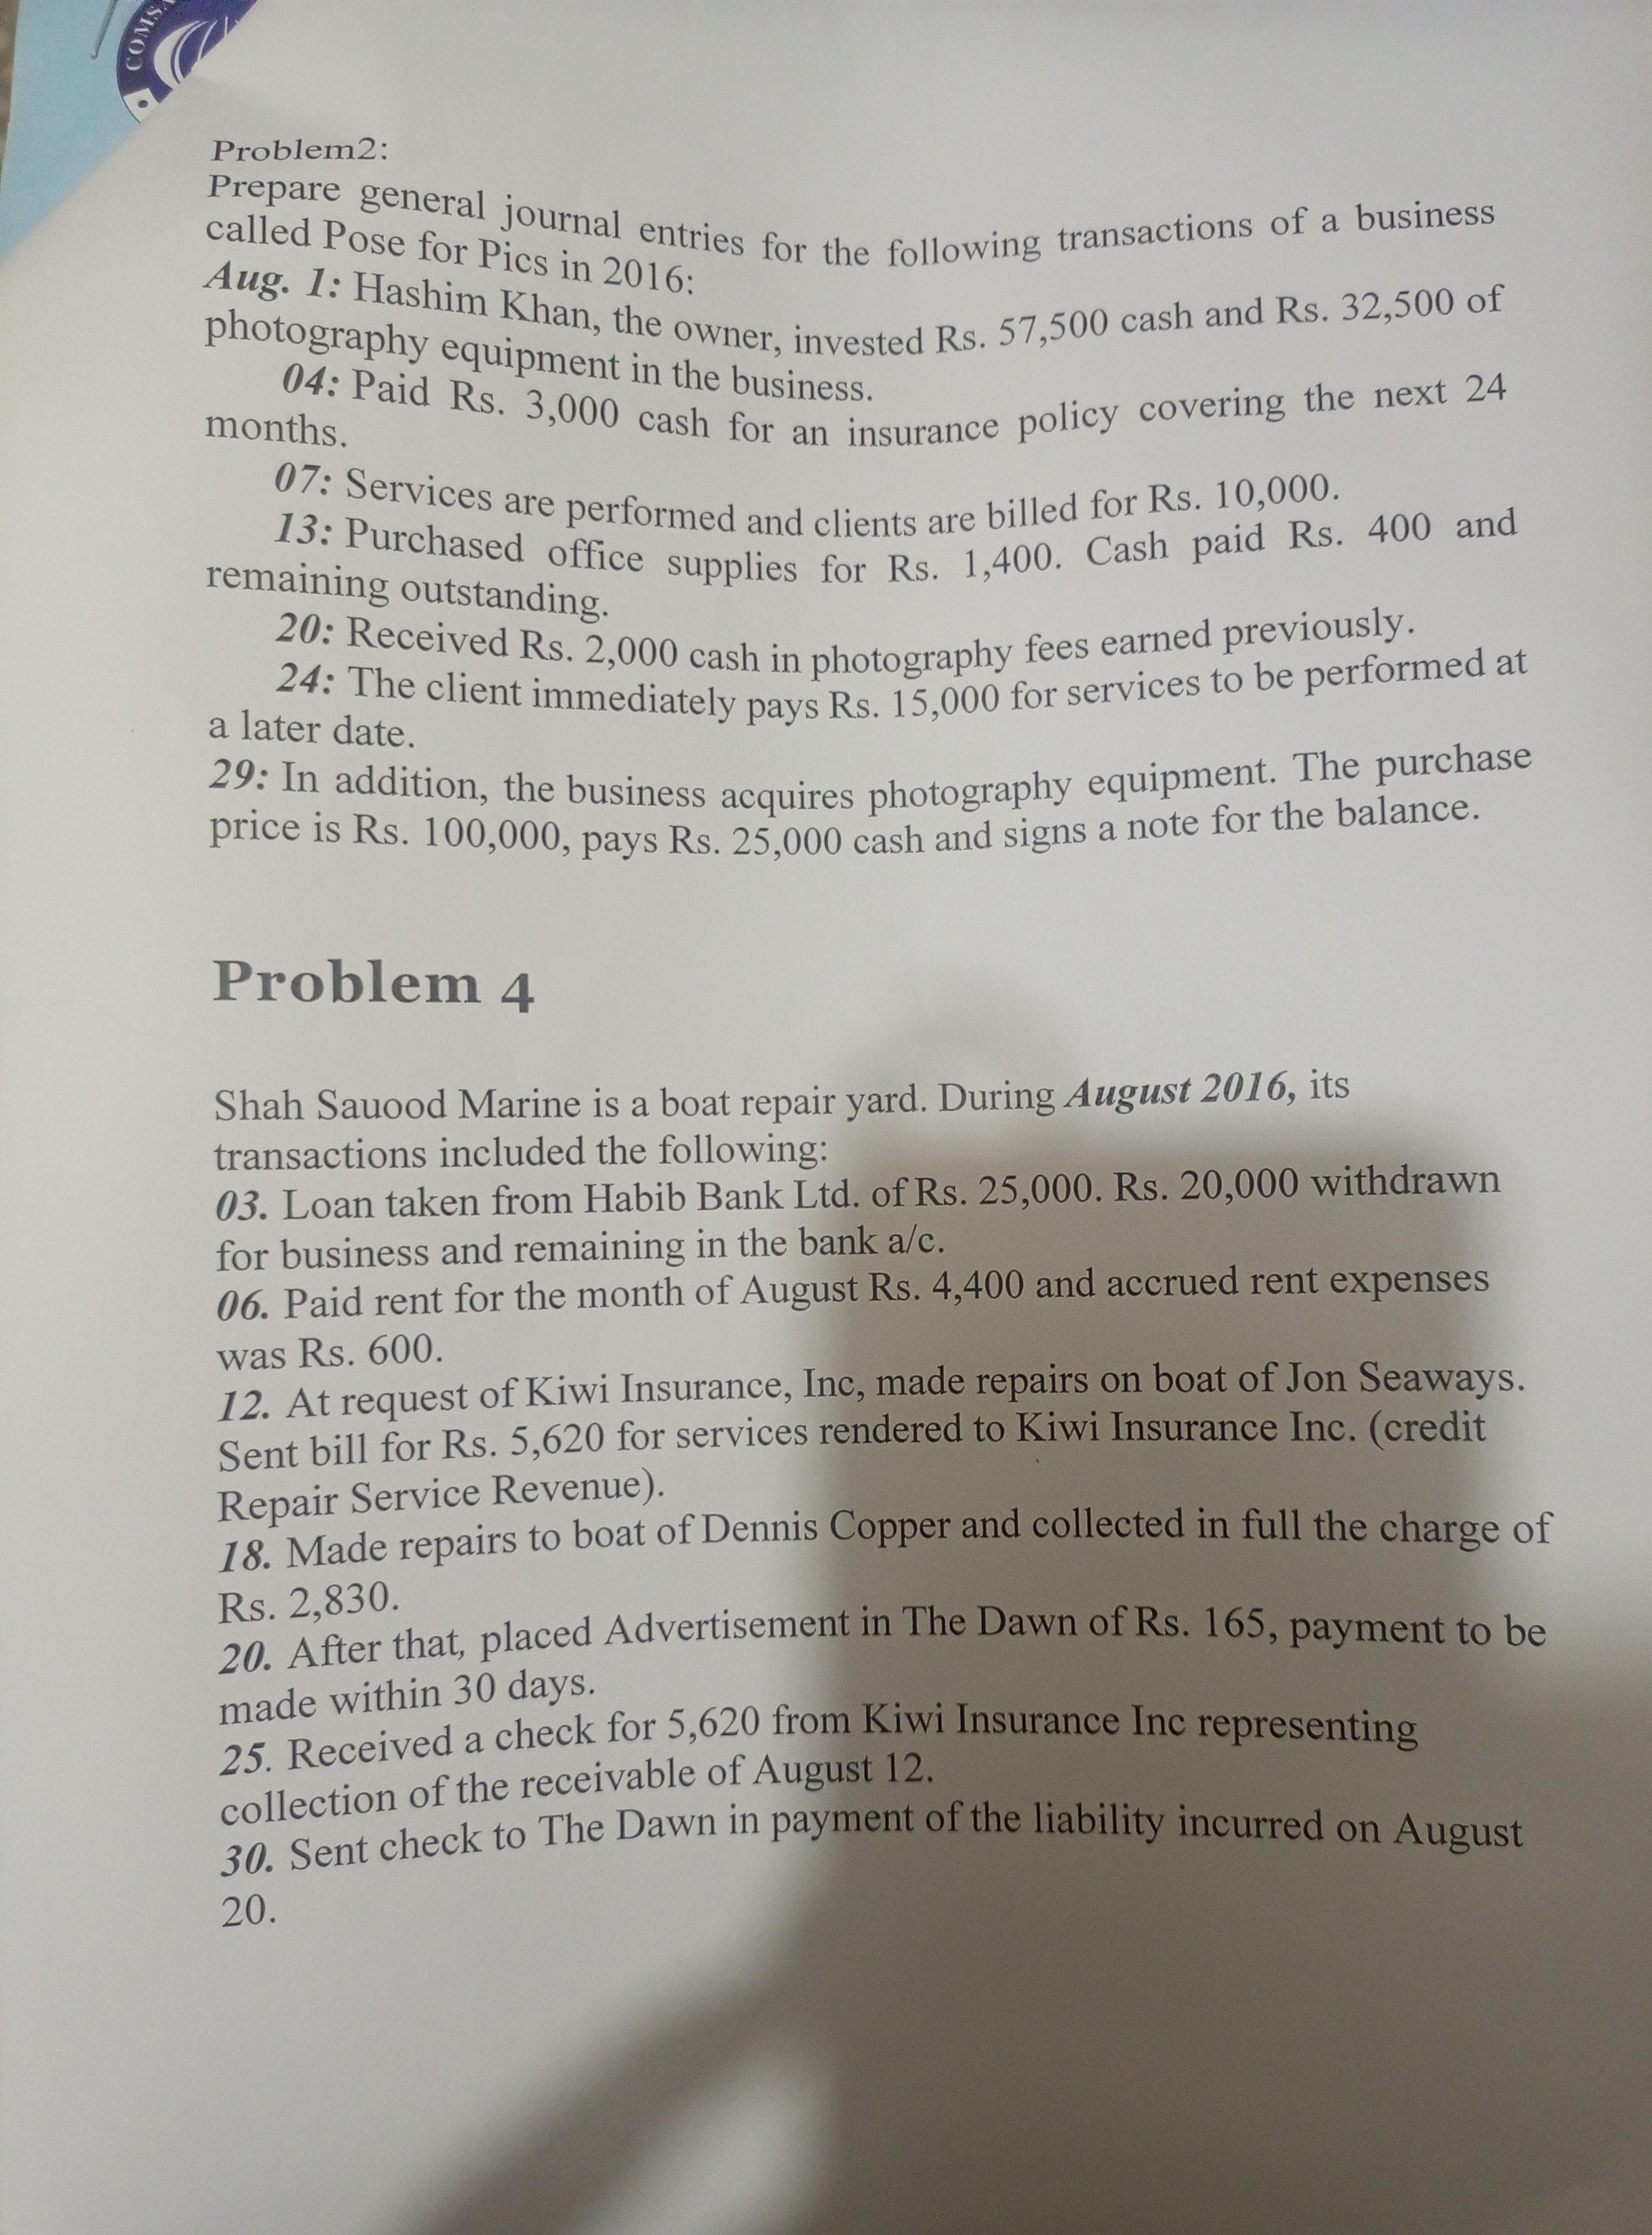 COMSA
Problem2:
Prepare general journal entries for the following transactions of a business
called Pose for Pics in 2016:
Aug. 1: Hashim Khan, the owner, invested Rs. 57,500 cash and Rs. 32,500 of
photography equipment in the business.
04: Paid Rs. 3,000 cash for an insurance policy covering the next 24
months.
07: Services are performed and clients are billed for Rs. 10,000.
13: Purchased office supplies for Rs. 1,400. Cash paid Rs. 400 and
remaining outstanding.
20: Received Rs. 2,000 cash in photography fees earned previously.
24: The client immediately pays Rs. 15,000 for services to be performed at
a later date.
29: In addition, the business acquires photography equipment. The purchase
price is Rs. 100,000, pays Rs. 25,000 cash and signs a note for the balance.
Problem 4
Shah Sauood Marine is a boat repair yard. During August 2016, its
transactions included the following:
03. Loan taken from Habib Bank Ltd. of Rs. 25,000. Rs. 20,000 withdrawn
for business and remaining in the bank a/c.
06. Paid rent for the month of August Rs. 4,400 and accrued rent expenses
was Rs. 600.
12. At request of Kiwi Insurance, Inc, made repairs on boat of Jon Seaways.
Sent bill for Rs. 5,620 for services rendered to Kiwi Insurance Inc. (credit
Repair Service Revenue).
18. Made repairs to boat of Dennis Copper and collected in full the charge of
Rs. 2,830.
20. After that, placed Advertisement in The Dawn of Rs. 165, payment to be
made within 30 days.
25. Received a check for 5,620 from Kiwi Insurance Inc representing
collection of the receivable of August 12.
30. Sent check to The Dawn in payment of the liability incurred on August
20.